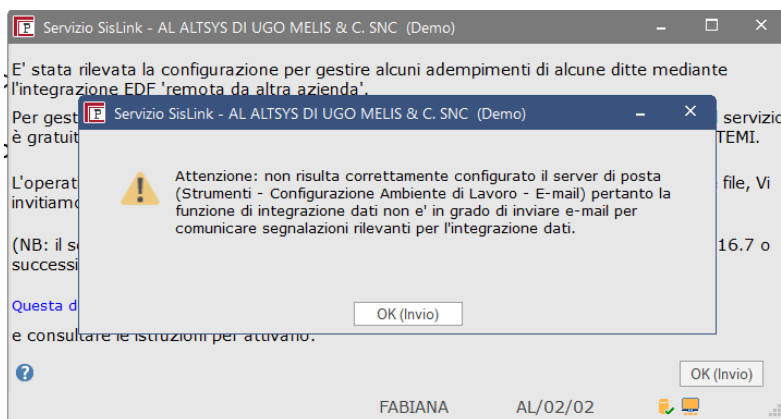 Servizio SisLink - AL ALTSYS DI UGO MELIS & C. SNC (Demo)
E' stata rilevata la configurazione per gestire alcuni adempimenti di alcune ditte mediante
l'integrazione EDF 'remota da altra azienda'.
Per gest servizio
è gratuit TEMI.
L'operat file, Vi
invitiamo
(NB: il 16.7 o
successi
Questa d
e consultare le istruzioni per attivarlo.
OK (Invio)
FABIANA AL/02/02
Servizio SisLink - AL ALTSYS DI UGO MELIS & C. SNC (Demo)
Attenzione: non risulta correttamente configurato il server di posta
(Strumenti - Configurazione Ambiente di Lavoro - E-mail) pertanto la
funzione di integrazione dati non e' in grado di inviare e-mail per
comunicare segnalazioni rilevanti per l'integrazione dati.
OK (Invio)